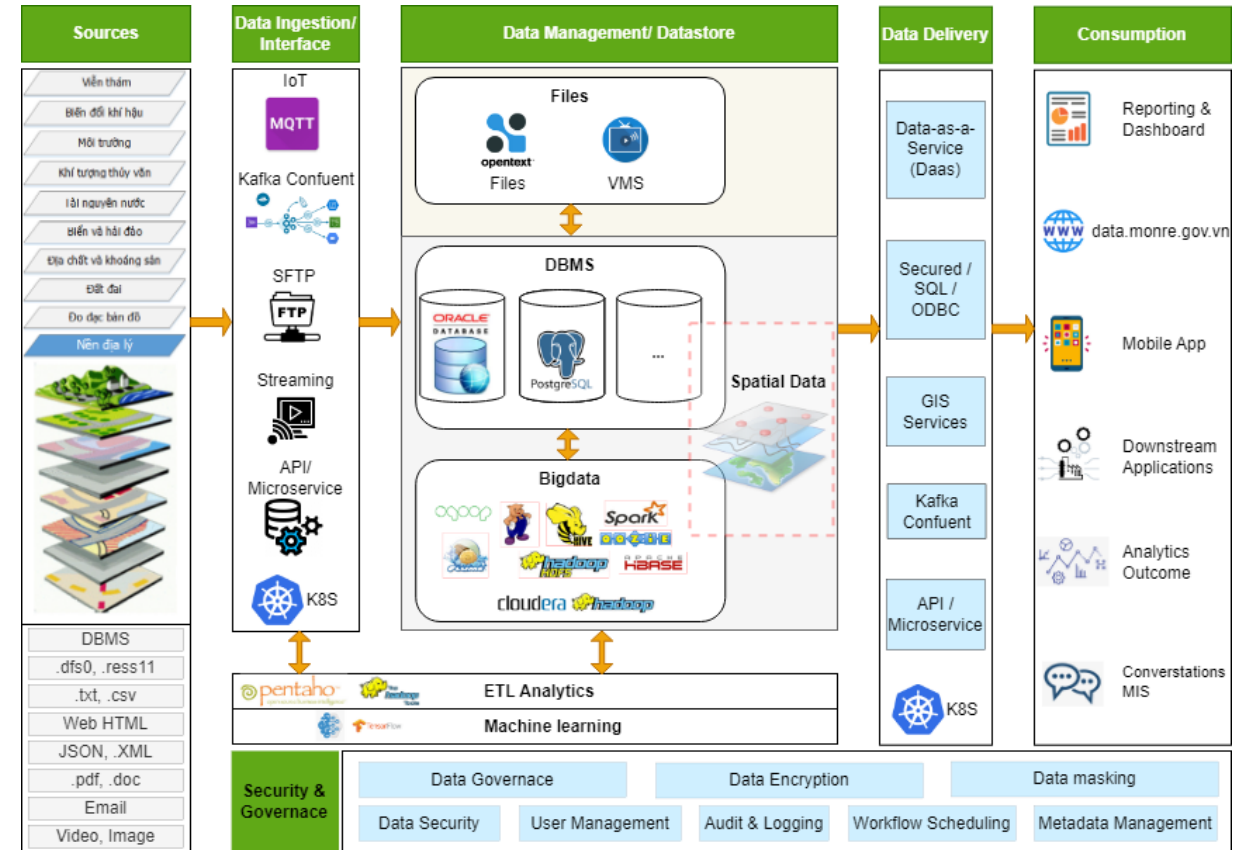 Sources
Viễn thám
Biến đổi khí hậu
Môi trường
Khí tượng thủy văn
Tài nguyên nước
Biển và hải đảo
Địa chất và khoáng sản
Đất đai
Đo đạc bản đồ
Nền địa lý
DBMS
.dfs0, .ress11
.txt, .csv
Web HTML
JSON, .XML
.pdf, .doc
Email
Video, Image
Data Ingestion/
Interface
IoT
MQTT
Kafka Confuent
SFTP
FTP
Streaming
API/
Microservice
K8S
Data Management/ Datastore
Files
opentext
Files
VMS
DBMS
ORACLE
DATABASE
PostgreSQL
...
Spatial Data
Bigdata
sqoop
HIVE
Spark
OOZIE
hadoop
HDFS
APACHE
HBASE
cloudera
hadoop
pentaho
ETL Analytics
TensorFlow
Machine learning
Data Delivery
Data-as-a-
Service
(Daas)
Secured /
SQL /
ODBC
GIS
Services
Kafka
Confuent
API /
Microservice
K8S
Consumption
Reporting &
Dashboard
WWW
data.monre.gov.vn
Mobile App
Downstream
Applications
Analytics
Outcome
Converstations
MIS
Security &
Governace
Data Governace
Data Encryption
Data masking
Data Security
User Management
Audit & Logging
Workflow Scheduling
Metadata Management